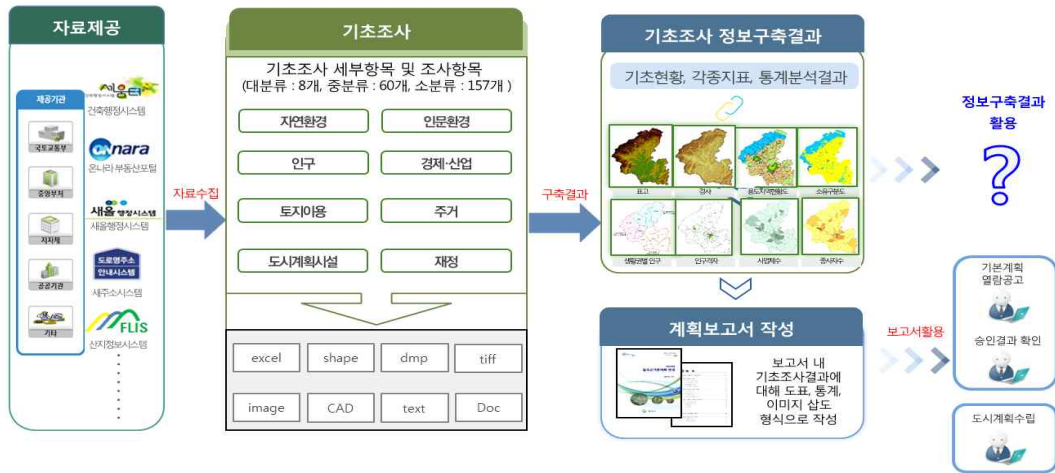 자료제공
제공기관
국토교통부
중앙부처
지자체
공공기관
기타
세움터
건축행정시스템
onnara
온나라 부동산포털
새올 행정시스템
새올행정시스템
도로명주소
안내시스템
새주소시스템
FLIS
산지정보시스템
자료수집
기초조사
기초조사 세부항목 및 조사항목
(대분류 : 8개, 중분류 : 60개, 소분류 : 157개 )
자연환경
인문환경
인구
경제·산업
토지이용
주거
도시계획시설
재정
excel
shape
dmp
tiff
image
CAD
text
Doc
구축결과
기초조사 정보구축결과
기초현황, 각종지표, 통계분석결과
표고
경사
용도지역현황도
소유구분도
생활권별 인구
인구격자
사업체수
종사자수
계획보고서 작성
보고서 내
기초조사결과에
대해 도표, 통계,
이미지 삽도
형식으로 작성
정보구축결과
활용
?
보고서활용
기본계획
열람공고
승인결과 확인
도시계획수립